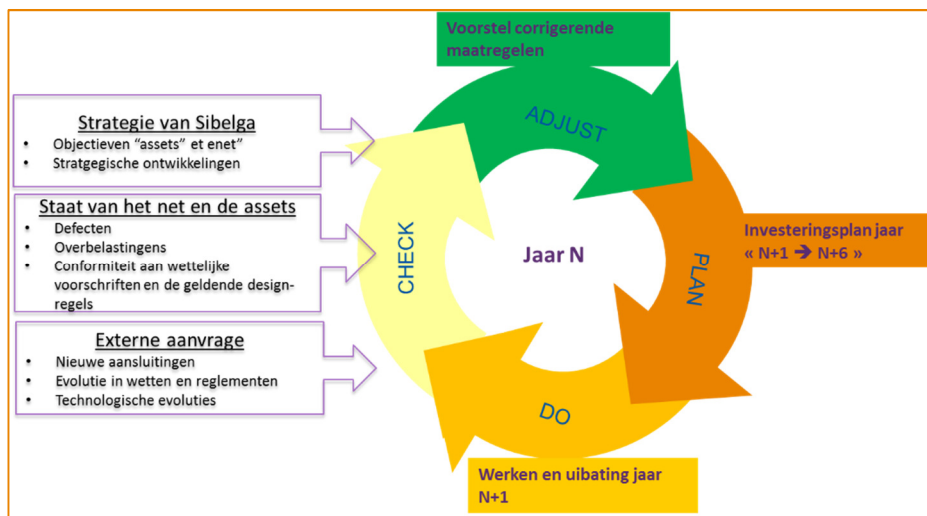 Voorstel corrigerende
maatregelen
ADJUST
Strategie van Sibelga
• Objectieven “assets” et enet”
• Stratgegische ontwikkelingen
Staat van het net en de assets
• Defecten
• Overbelastingens
• Conformiteit aan wettelijke
voorschriften en de geldende design-
regels
Externe aanvrage
• Nieuwe aansluitingen
• Evolutie in wetten en reglementen
• Technologische evoluties
CHECK
Jaar N
PLAN
Investeringsplan jaar
« N+1 ➔ N+6 »
DO
Werken en uibating jaar
N+1